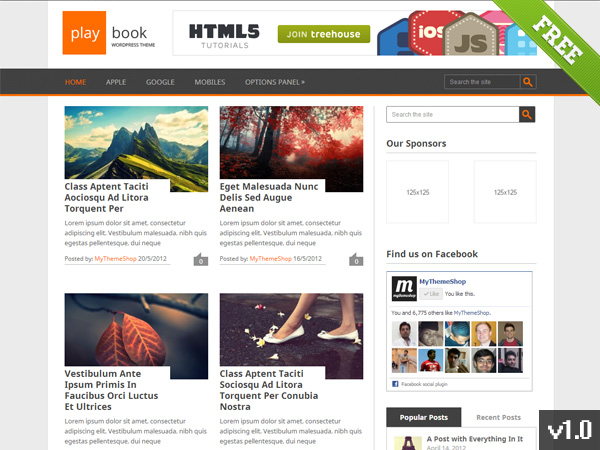 play book
WORDPRESS THEME
HTML5
TUTORIALS
JOIN treehouse
iOS
JS
FREE
HOME APPLE GOOGLE MOBILES OPTIONS PANEL »
Search the site
Class Aptent Taciti
Aociosqu Ad Litora
Torquent Per
Lorem ipsum dolor sit amet, consectetur
adipiscing elit. Vestibulum malesuada, nibh quis
egestas pellentesque, dui neque
Posted by: MyThemeShop 20/5/2012
0
Eget Malesuada Nunc
Delis Sed Augue
Aenean
Lorem ipsum dolor sit amet, consectetur
adipiscing elit. Vestibulum malesuada, nibh quis
egestas pellentesque, dui neque
Posted by: MyThemeShop 16/5/2012
0
Vestibulum Ante
Ipsum Primis In
Faucibus Orci Luctus
Et Ultrices
Lorem ipsum dolor sit amet, consectetur
adipiscing elit. Vestibulum malesuada, nibh quis
Class Aptent Taciti
Sociosqu Ad Litora
Torquent Per Conubia
Nostra
Lorem ipsum dolor sit amet, consectetur
adipiscing elit. Vestibulum malesuada, nibh quis
Search the site
Our Sponsors
125x125 125x125
Find us on Facebook
m
mythemeshop
MyThemeShop
Like You like this.
You and 6,775 others like MyThemeShop.
Facebook social plugin
Popular Posts Recent Posts
A Post with Everything In It
April 14, 2012
v1.0